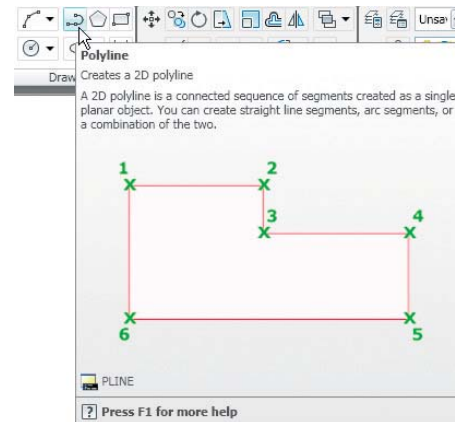 Unsav
Draw
Polyline
Creates a 2D polyline
A 2D polyline is a connected sequence of segments created as a single
planar object. You can create straight line segments, arc segments, or
a combination of the two.
1 2
3 4
6 5
PLINE
? Press F1 for more help